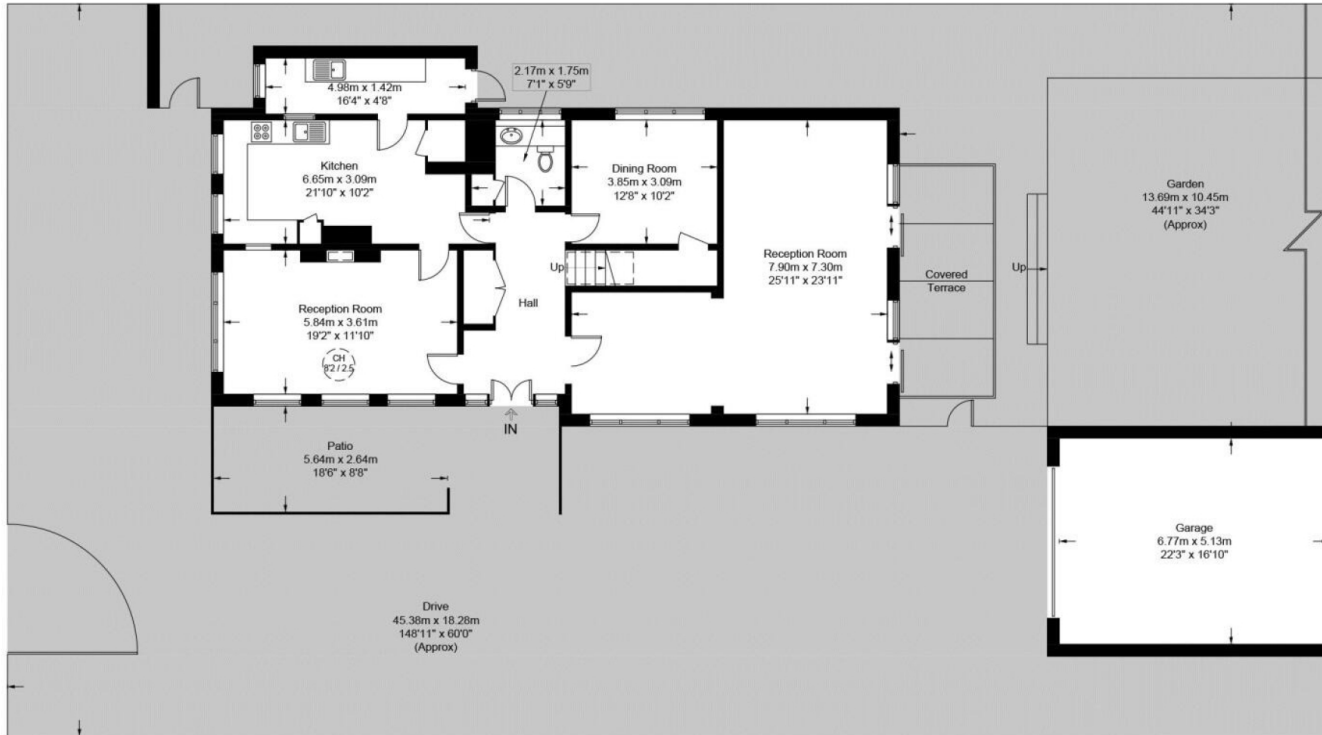 2.17m x 1.75m
7'1" x 5'9"
4.98m x 1.42m
16'4" x 4'8"
Kitchen
6.65m x 3.09m
21'10" x 10'2"
Dining Room
3.85m x 3.09m
12'8" x 10'2"
Garden
13.69m x 10.45m
44'11" x 34'3"
(Approx)
Reception Room
7.90m x 7.30m
25'11" x 23'11"
Up
Covered
Terrace
Up
Hall
Reception Room
5.84m x 3.61m
19'2" x 11'10"
CH
8'2 / 2.5
IN
Patio
5.64m x 2.64m
18'6" x 8'8"
Garage
6.77m x 5.13m
22'3" x 16'10"
Drive
45.38m x 18.28m
148'11" x 60'0"
(Approx)